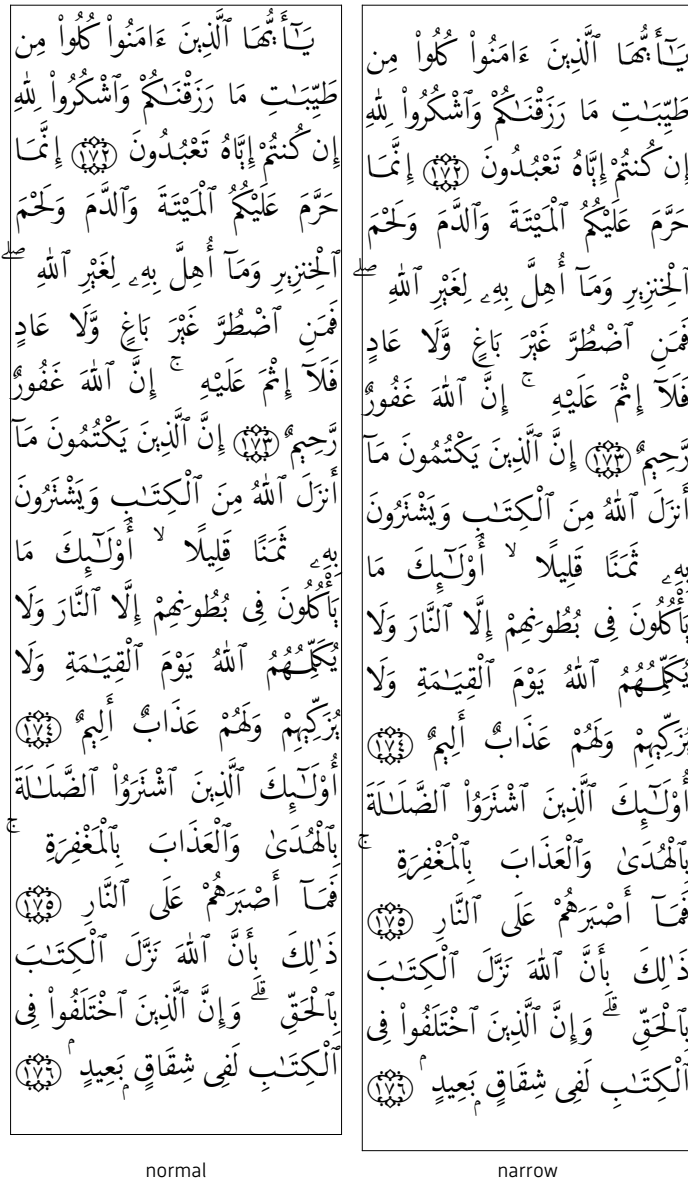 يَـٰٓأَيُّهَا ٱلَّذِينَ ءَامَنُوا۟ كُلُوا۟ مِن
طَيِّبَـٰتِ مَا رَزَقْنَـٰكُمْ وَٱشْكُرُوا۟ لِلَّهِ
إِن كُنتُمْ إِيَّاهُ تَعْبُدُونَ ﴿١٧٢﴾ إِنَّمَا
حَرَّمَ عَلَيْكُمُ ٱلْمَيْتَةَ وَٱلدَّمَ وَلَحْمَ
ٱلْخِنزِيرِ وَمَآ أُهِلَّ بِهِۦ لِغَيْرِ ٱللَّهِ ۖ
فَمَنِ ٱضْطُرَّ غَيْرَ بَاغٍ وَلَا عَادٍ
فَلَآ إِثْمَ عَلَيْهِ ۚ إِنَّ ٱللَّهَ غَفُورٌ
رَّحِيمٌ ﴿١٧٣﴾ إِنَّ ٱلَّذِينَ يَكْتُمُونَ مَآ
أَنزَلَ ٱللَّهُ مِنَ ٱلْكِتَـٰبِ وَيَشْتَرُونَ
بِهِۦ ثَمَنًا قَلِيلًا ۙ أُو۟لَـٰٓئِكَ مَا
يَأْكُلُونَ فِى بُطُونِهِمْ إِلَّا ٱلنَّارَ وَلَا
يُكَلِّمُهُمُ ٱللَّهُ يَوْمَ ٱلْقِيَـٰمَةِ وَلَا
يُزَكِّيهِمْ وَلَهُمْ عَذَابٌ أَلِيمٌ ﴿١٧٤﴾
أُو۟لَـٰٓئِكَ ٱلَّذِينَ ٱشْتَرَوُا۟ ٱلضَّلَـٰلَةَ
بِٱلْهُدَىٰ وَٱلْعَذَابَ بِٱلْمَغْفِرَةِ ۚ
فَمَآ أَصْبَرَهُمْ عَلَى ٱلنَّارِ ﴿١٧٥﴾
ذَٰلِكَ بِأَنَّ ٱللَّهَ نَزَّلَ ٱلْكِتَـٰبَ
بِٱلْحَقِّ ۗ وَإِنَّ ٱلَّذِينَ ٱخْتَلَفُوا۟ فِى
ٱلْكِتَـٰبِ لَفِى شِقَاقٍۭ بَعِيدٍ ﴿١٧٦﴾
normal
يَـٰٓأَيُّهَا ٱلَّذِينَ ءَامَنُوا۟ كُلُوا۟ مِن
طَيِّبَـٰتِ مَا رَزَقْنَـٰكُمْ وَٱشْكُرُوا۟ لِلَّهِ
إِن كُنتُمْ إِيَّاهُ تَعْبُدُونَ ﴿١٧٢﴾ إِنَّمَا
حَرَّمَ عَلَيْكُمُ ٱلْمَيْتَةَ وَٱلدَّمَ وَلَحْمَ
ٱلْخِنزِيرِ وَمَآ أُهِلَّ بِهِۦ لِغَيْرِ ٱللَّهِ ۖ
فَمَنِ ٱضْطُرَّ غَيْرَ بَاغٍ وَلَا عَادٍ
فَلَآ إِثْمَ عَلَيْهِ ۚ إِنَّ ٱللَّهَ غَفُورٌ
رَّحِيمٌ ﴿١٧٣﴾ إِنَّ ٱلَّذِينَ يَكْتُمُونَ مَآ
أَنزَلَ ٱللَّهُ مِنَ ٱلْكِتَـٰبِ وَيَشْتَرُونَ
بِهِۦ ثَمَنًا قَلِيلًا ۙ أُو۟لَـٰٓئِكَ مَا
يَأْكُلُونَ فِى بُطُونِهِمْ إِلَّا ٱلنَّارَ وَلَا
يُكَلِّمُهُمُ ٱللَّهُ يَوْمَ ٱلْقِيَـٰمَةِ وَلَا
يُزَكِّيهِمْ وَلَهُمْ عَذَابٌ أَلِيمٌ ﴿١٧٤﴾
أُو۟لَـٰٓئِكَ ٱلَّذِينَ ٱشْتَرَوُا۟ ٱلضَّلَـٰلَةَ
بِٱلْهُدَىٰ وَٱلْعَذَابَ بِٱلْمَغْفِرَةِ ۚ
فَمَآ أَصْبَرَهُمْ عَلَى ٱلنَّارِ ﴿١٧٥﴾
ذَٰلِكَ بِأَنَّ ٱللَّهَ نَزَّلَ ٱلْكِتَـٰبَ
بِٱلْحَقِّ ۗ وَإِنَّ ٱلَّذِينَ ٱخْتَلَفُوا۟ فِى
ٱلْكِتَـٰبِ لَفِى شِقَاقٍۭ بَعِيدٍ ﴿١٧٦﴾
narrow